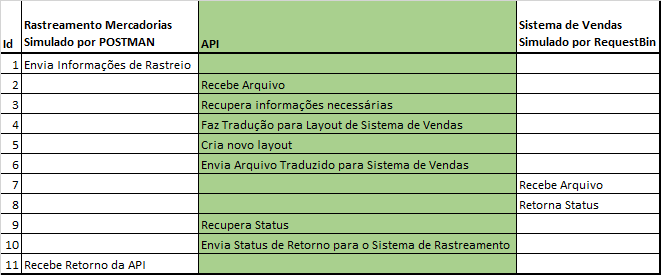 Id Rastreamento Mercadorias Simulado por POSTMAN API Sistema de Vendas Simulado por RequestBin
1 Envia Informações de Rastreio
2 Recebe Arquivo
3 Recupera informações necessárias
4 Faz Tradução para Layout de Sistema de Vendas
5 Cria novo layout
6 Envia Arquivo Traduzido para Sistema de Vendas
7 Recebe Arquivo
8 Retorna Status
9 Recupera Status
10 Envia Status de Retorno para o Sistema de Rastreamento
11 Recebe Retorno da API